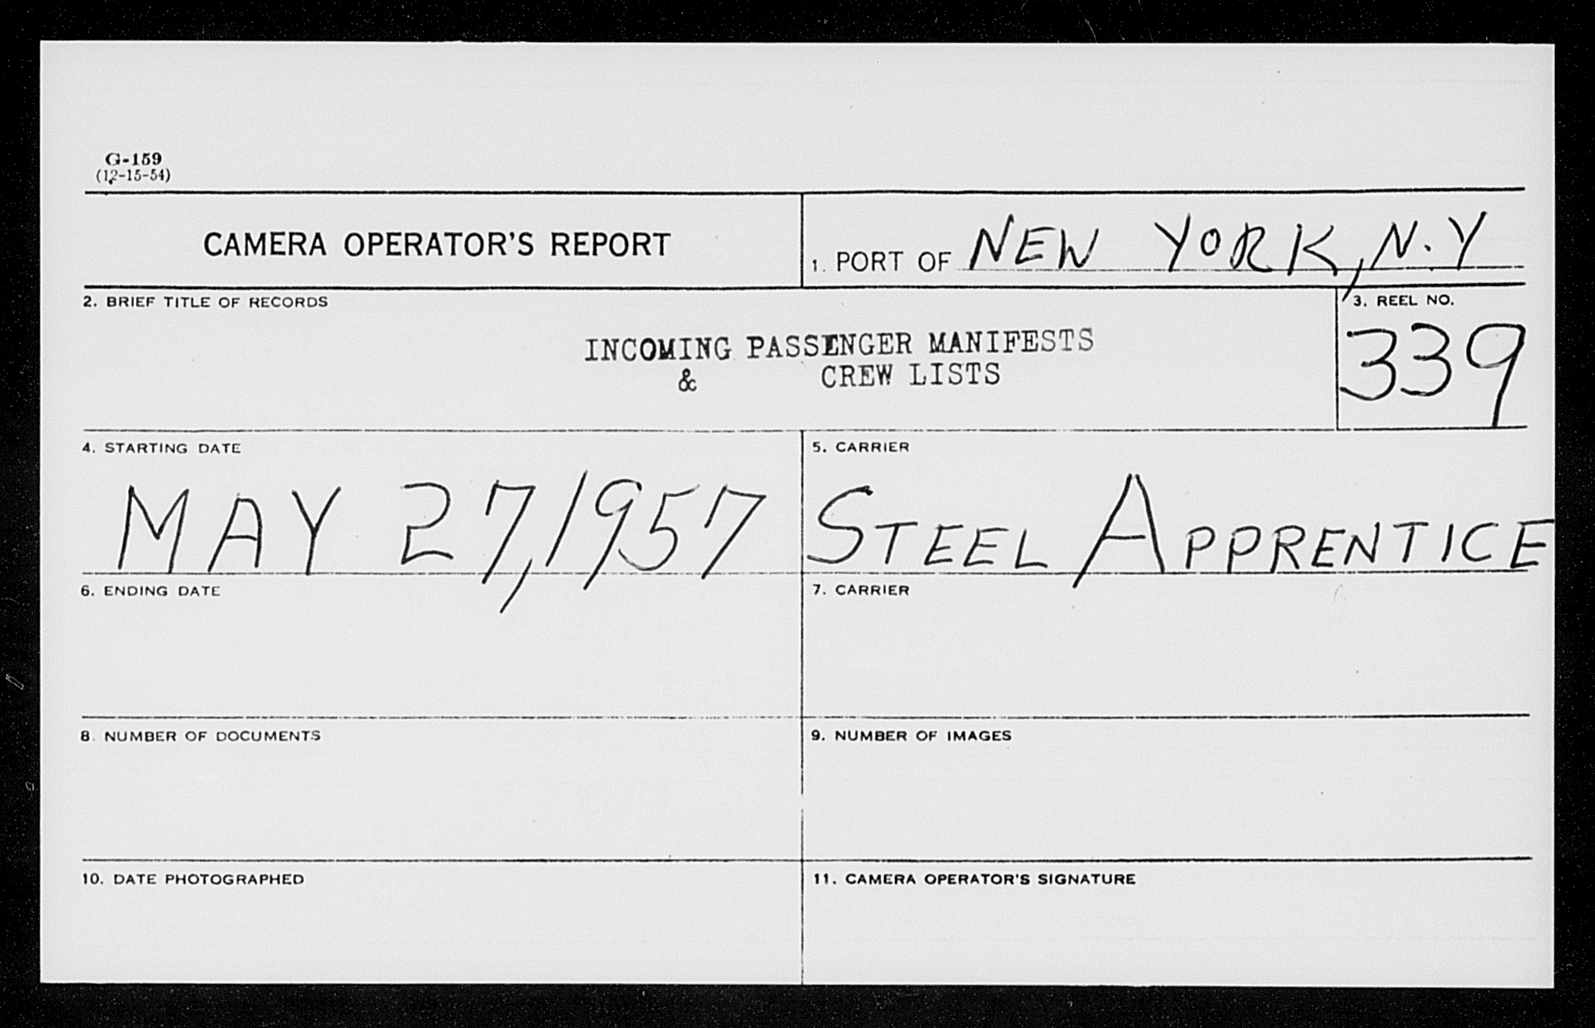 G-159
(12-15-54)
CAMERA OPERATOR'S REPORT
1. PORT OF NEW YORK, N.Y
2. BRIEF TITLE OF RECORDS
INCOMING PASSENGER MANIFESTS
& CREW LISTS
3. REEL NO.
339
4. STARTING DATE
MAY 27, 1957
5. CARRIER
STEEL APPRENTICE
6. ENDING DATE
7. CARRIER
8. NUMBER OF DOCUMENTS
9. NUMBER OF IMAGES
10. DATE PHOTOGRAPHED
11. CAMERA OPERATOR'S SIGNATURE